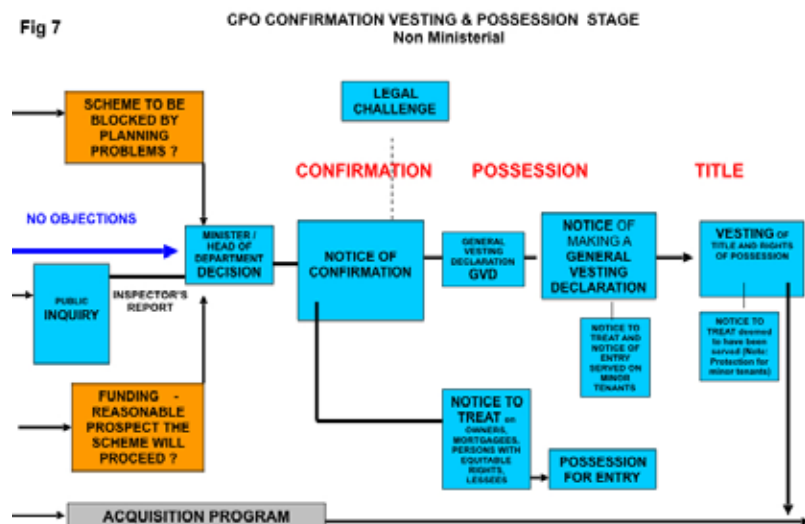 Fig 7
CPO CONFIRMATION VESTING & POSSESSION STAGE
Non Ministerial
SCHEME TO BE
BLOCKED BY
PLANNING
PROBLEMS ?
LEGAL
CHALLENGE
CONFIRMATION
POSSESSION
TITLE
NO OBJECTIONS
MINISTER /
HEAD OF
DEPARTMENT
DECISION
NOTICE OF
CONFIRMATION
GENERAL
VESTING
DECLARATION
GVD
NOTICE OF
MAKING A
GENERAL
VESTING
DECLARATION
VESTING OF
TITLE AND RIGHTS
OF POSSESSION
PUBLIC
INQUIRY
INSPECTOR'S
REPORT
NOTICE TO
TREAT AND
NOTICE OF
ENTRY
SERVED ON
MINOR
TENANTS
NOTICE TO
TREAT deemed
to have been
served (Note:
Protection for
minor tenants)
FUNDING -
REASONABLE
PROSPECT THE
SCHEME WILL
PROCEED ?
NOTICE TO
TREAT on
OWNERS,
MORTGAGEES,
PERSONS WITH
EQUITABLE
RIGHTS,
LESSEES
POSSESSION
FOR ENTRY
ACQUISITION PROGRAM